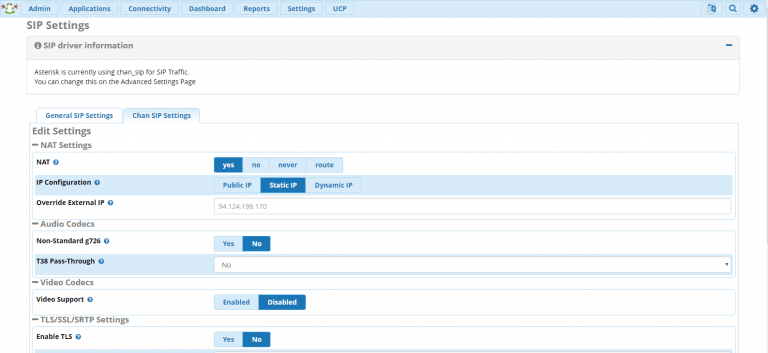 Admin Applications Connectivity Dashboard Reports Settings UCP
SIP Settings
SIP driver information
Asterisk is currently using chan_sip for SIP Traffic.
You can change this on the Advanced Settings Page
General SIP Settings Chan SIP Settings
Edit Settings
NAT Settings
NAT yes no never route
IP Configuration Public IP Static IP Dynamic IP
Override External IP 94.124.198.170
Audio Codecs
Non-Standard g726 Yes No
T38 Pass-Through No
Video Codecs
Video Support Enabled Disabled
TLS/SSL/SRTP Settings
Enable TLS Yes No